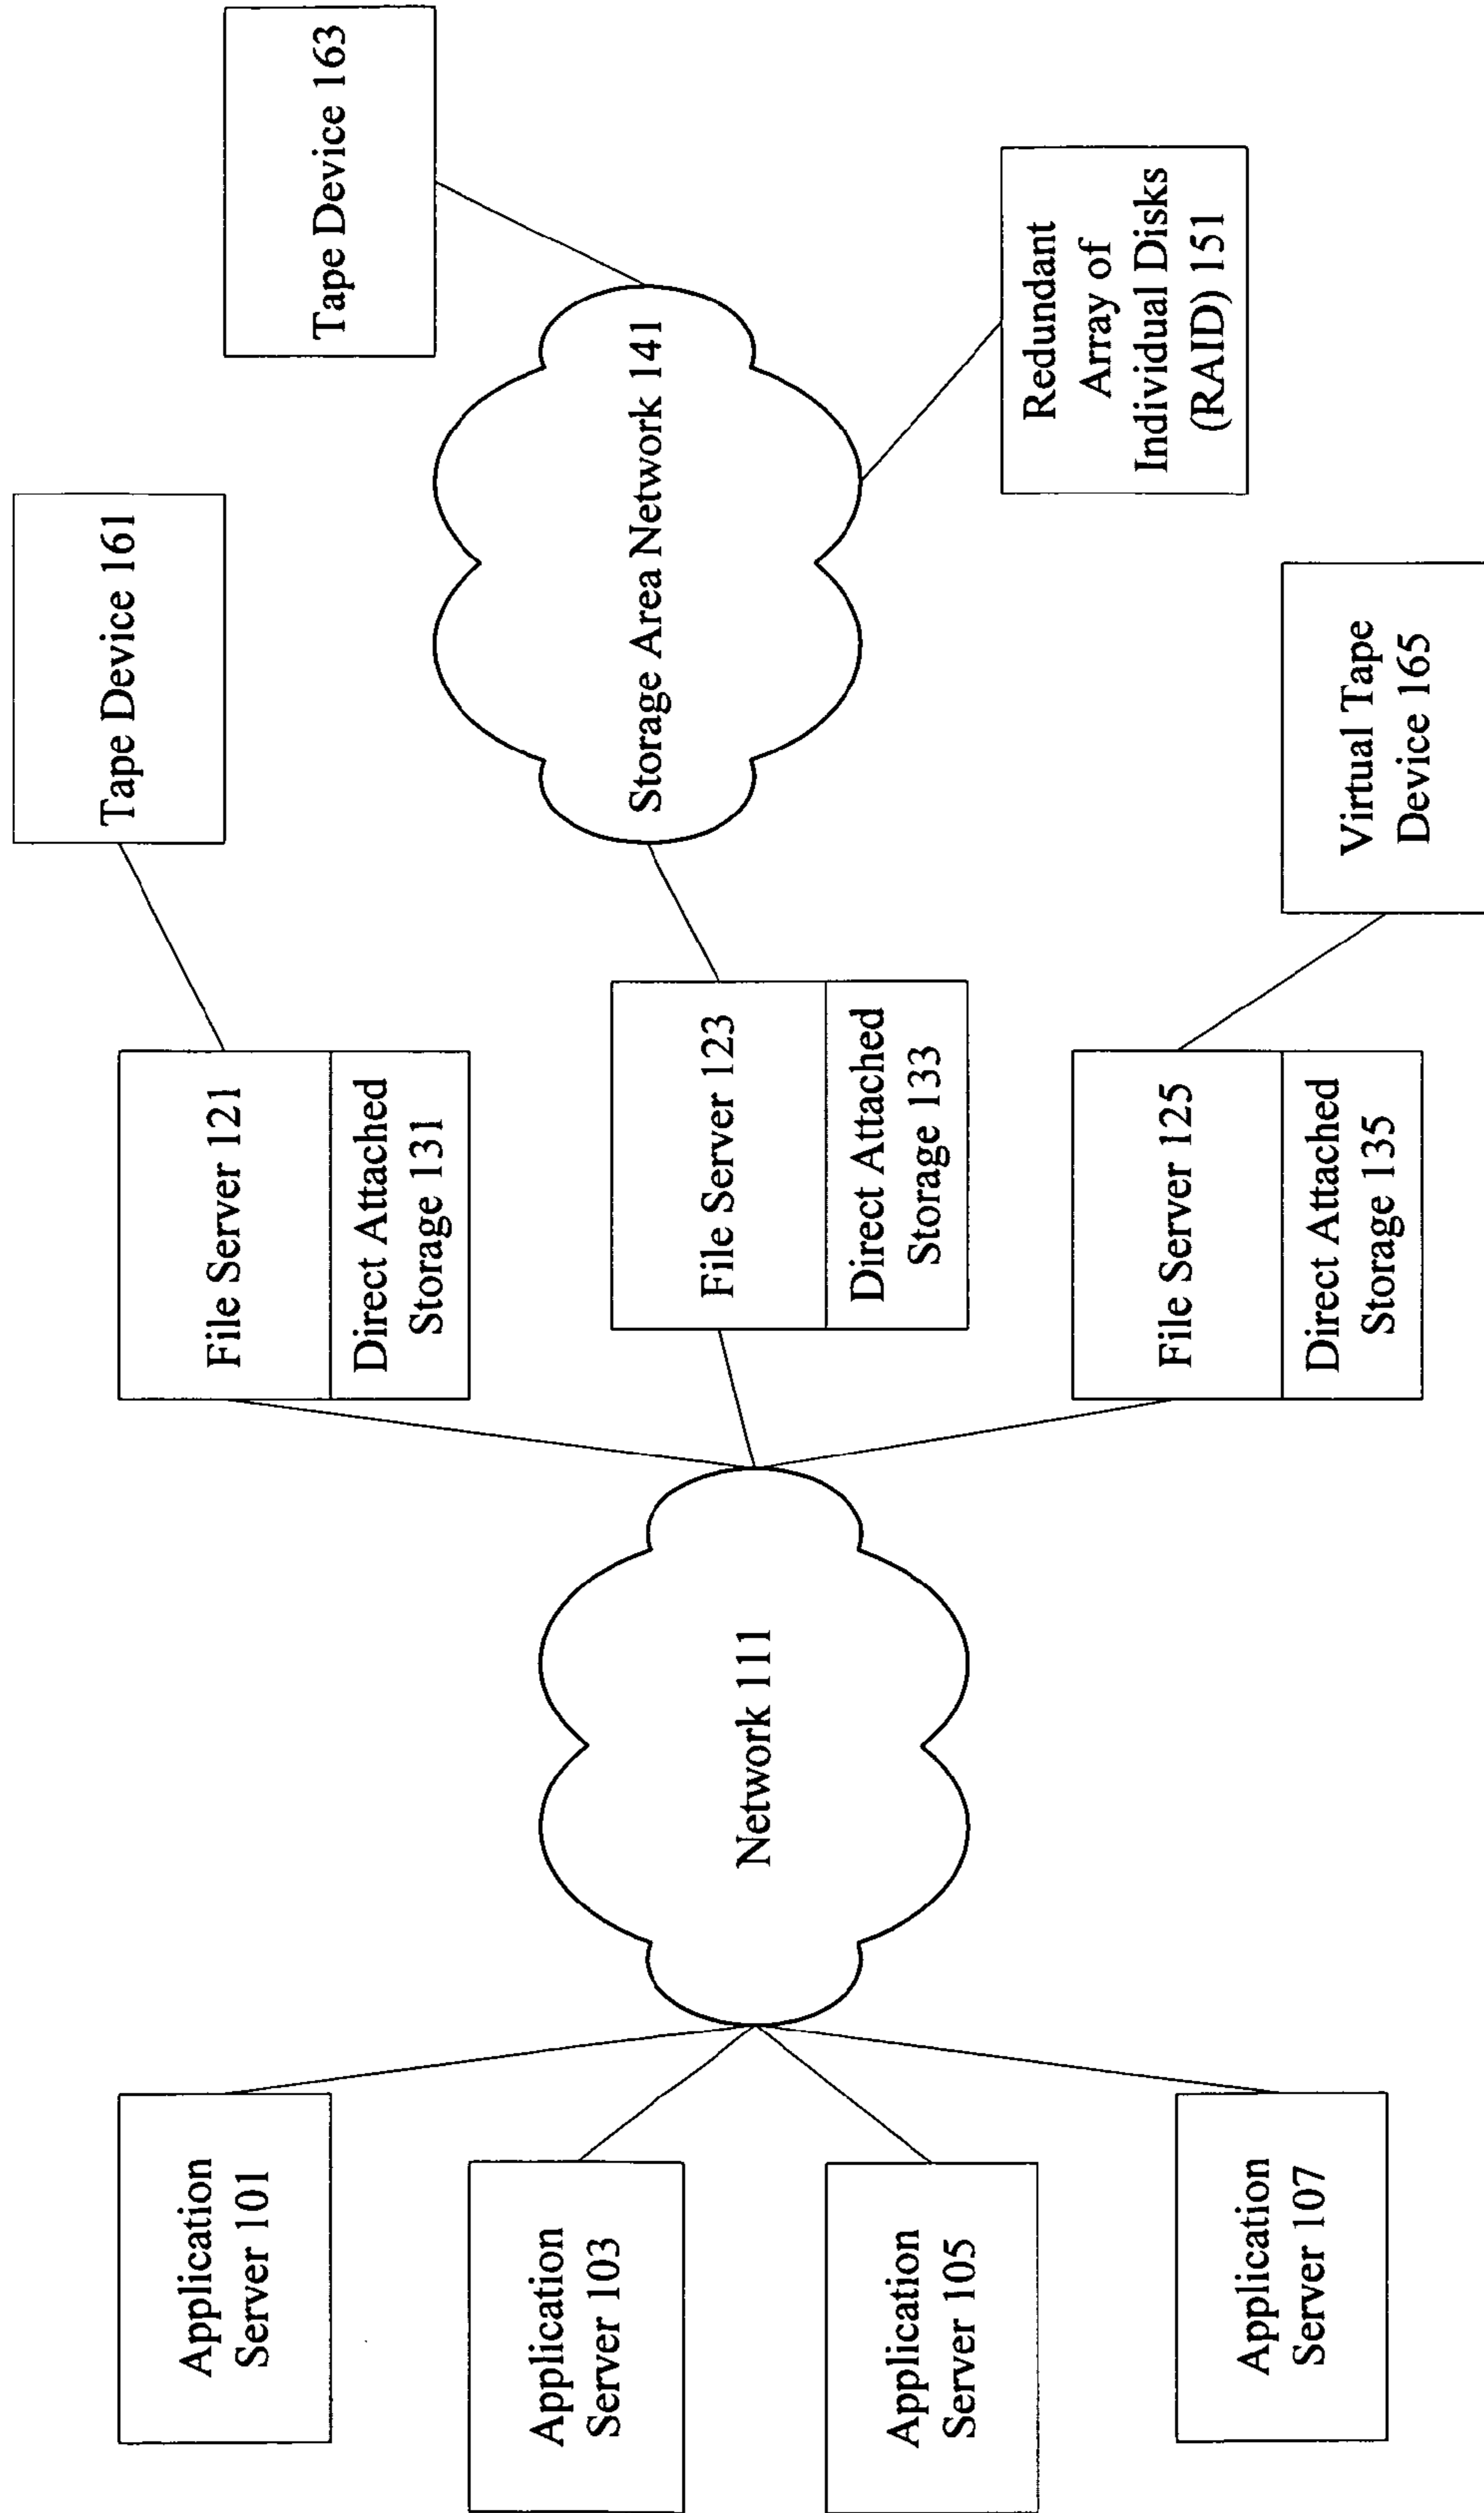 Application
Server 101
Application
Server 103
Application
Server 105
Application
Server 107
Network 111
File Server 121
Direct Attached
Storage 131
File Server 123
Direct Attached
Storage 133
File Server 125
Direct Attached
Storage 135
Tape Device 161
Storage Area Network 141
Virtual Tape
Device 165
Tape Device 163
Redundant
Array of
Individual Disks
(RAID) 151